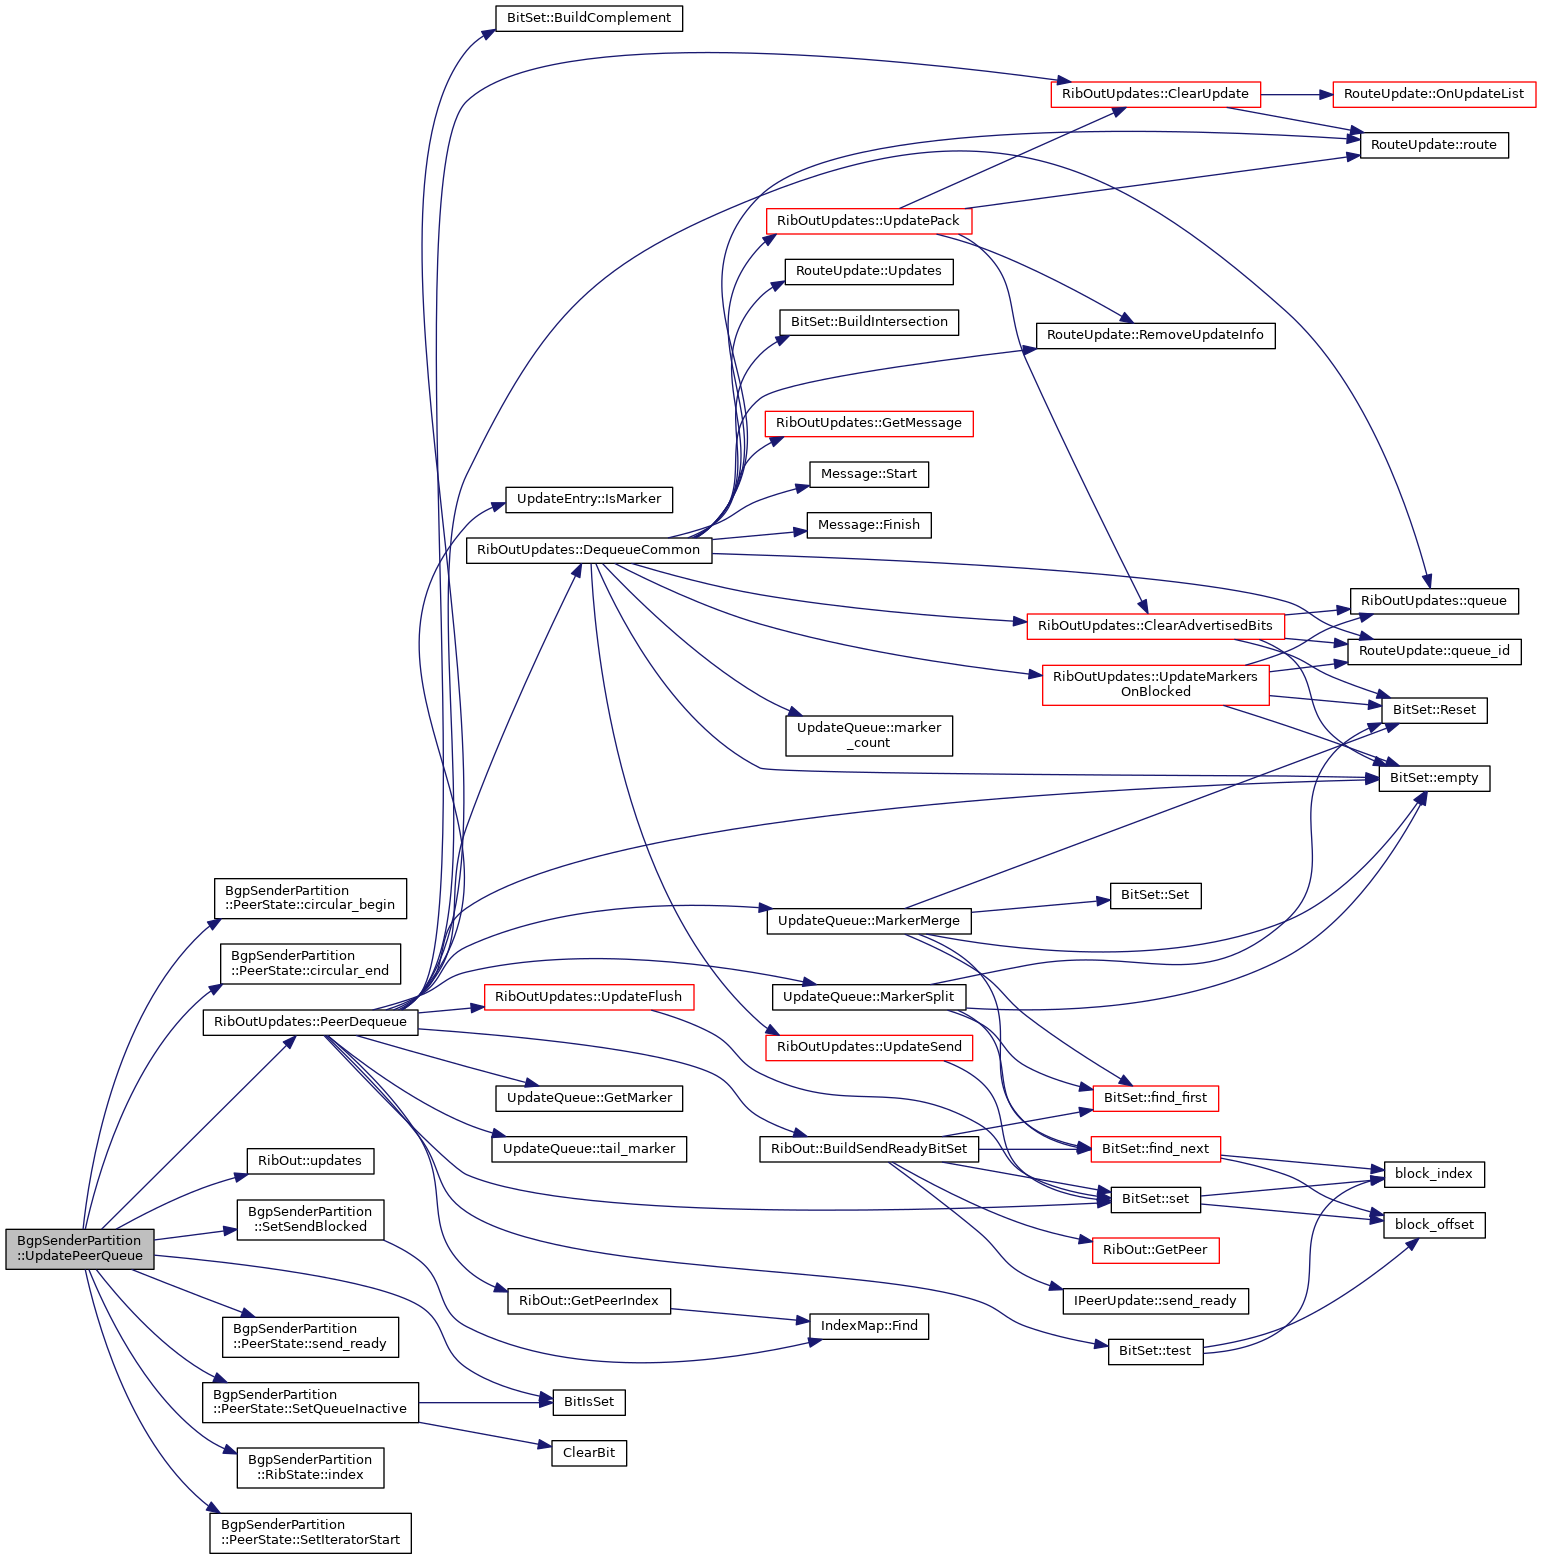 BitSet::BuildComplement
RibOutUpdates::ClearUpdate
RouteUpdate::OnUpdateList
RouteUpdate::route
RibOutUpdates::UpdatePack
RouteUpdate::Updates
BitSet::BuildIntersection
RouteUpdate::RemoveUpdateInfo
RibOutUpdates::GetMessage
Message::Start
UpdateEntry::IsMarker
Message::Finish
RibOutUpdates::DequeueCommon
RibOutUpdates::queue
RibOutUpdates::ClearAdvertisedBits
RouteUpdate::queue_id
RibOutUpdates::UpdateMarkers
OnBlocked
BitSet::Reset
UpdateQueue::marker
_count
BitSet::empty
BgpSenderPartition
::PeerState::circular_begin
BitSet::Set
UpdateQueue::MarkerMerge
BgpSenderPartition
::PeerState::circular_end
UpdateQueue::MarkerSplit
RibOutUpdates::UpdateFlush
RibOutUpdates::PeerDequeue
RibOutUpdates::UpdateSend
UpdateQueue::GetMarker
BitSet::find_first
UpdateQueue::tail_marker
RibOut::BuildSendReadyBitSet
BitSet::find_next
RibOut::updates
block_index
BitSet::set
BgpSenderPartition
::SetSendBlocked
block_offset
BgpSenderPartition
::UpdatePeerQueue
RibOut::GetPeer
RibOut::GetPeerIndex
IPeerUpdate::send_ready
IndexMap::Find
BgpSenderPartition
::PeerState::send_ready
BitSet::test
BgpSenderPartition
::PeerState::SetQueueInactive
BitIsSet
ClearBit
BgpSenderPartition
::RibState::index
BgpSenderPartition
::PeerState::SetIteratorStart